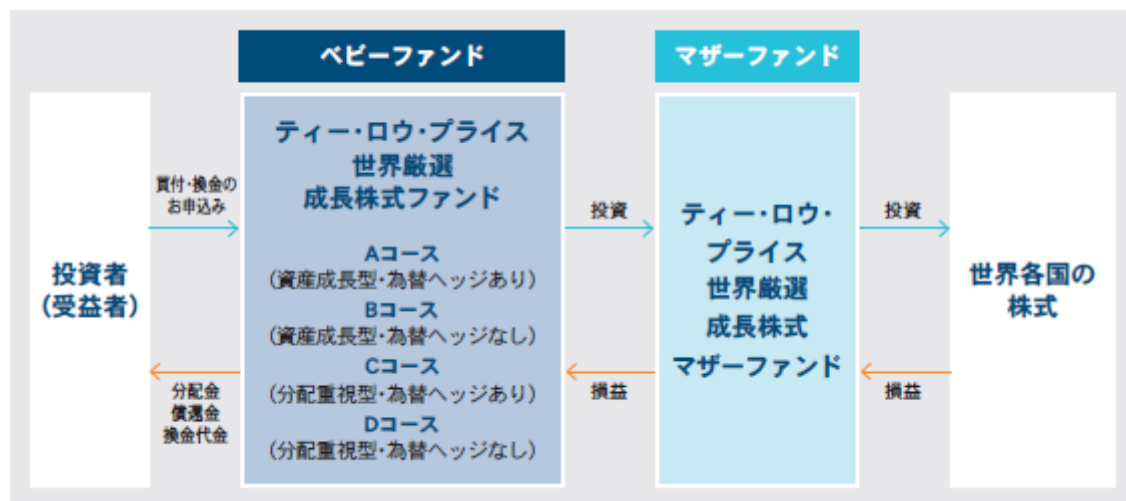 ベビーファンド
マザーファンド
投資者
(受益者)
買付・換金の
お申込み
分配金
償還金
換金代金
ティー・ロウ・プライス
世界厳選
成長株式ファンド
Aコース
(資産成長型・為替ヘッジあり)
Bコース
(資産成長型・為替ヘッジなし)
Cコース
(分配重視型・為替ヘッジあり)
Dコース
(分配重視型・為替ヘッジなし)
投資
損益
ティー・ロウ・
プライス
世界厳選
成長株式
マザーファンド
投資
損益
世界各国の
株式